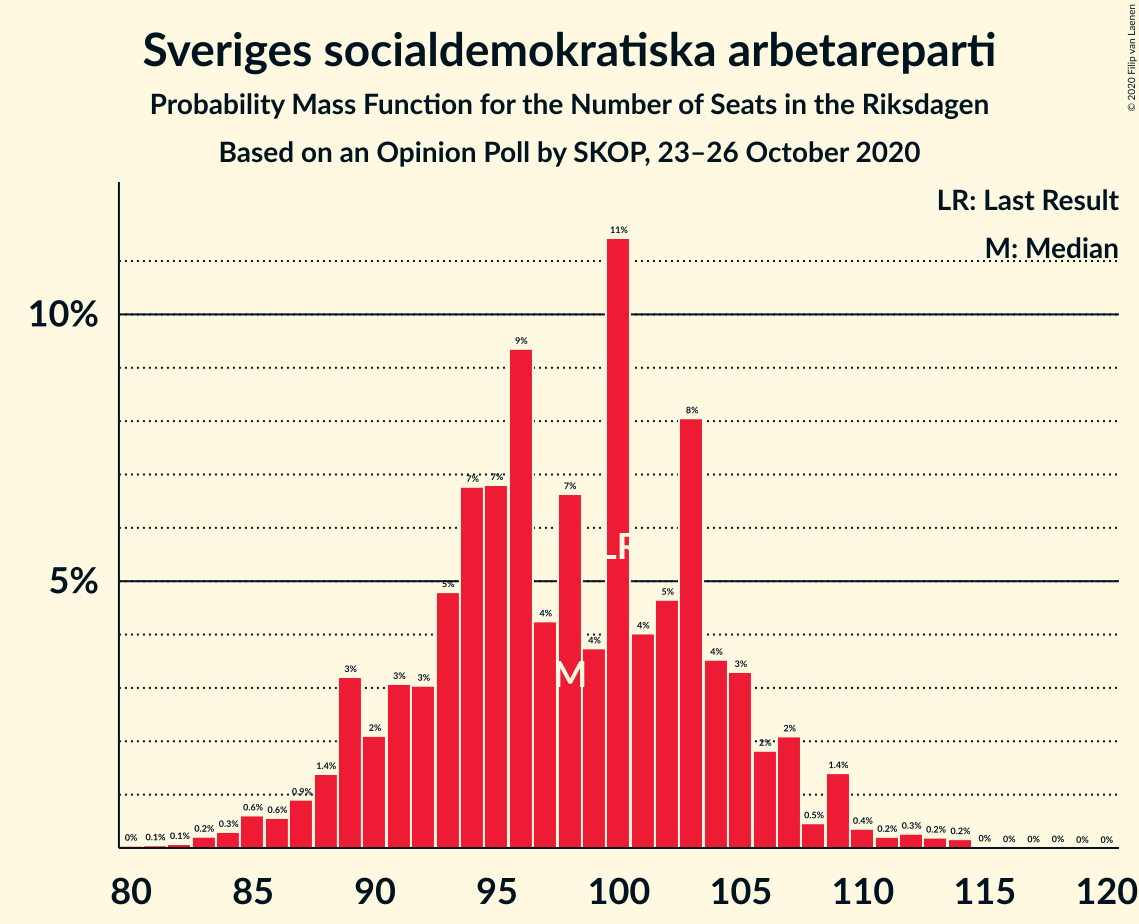 Sveriges socialdemokratiska arbetareparti
Probability Mass Function for the Number of Seats in the Riksdagen
Based on an Opinion Poll by SKOP, 23–26 October 2020
© 2020 Filip van Laenen
LR: Last Result
M: Median
10%
5%
0% 0.1% 0.1% 0.2% 0.3% 0.6% 0.6% 0.9% 1.4% 3% 2% 3% 3% 5% 7% 7% 9% 4% 7% 4% 11% 4% 5% 8% 4% 3% 2% 2% 0.5% 1.4% 0.4% 0.2% 0.3% 0.2% 0.2% 0% 0% 0% 0% 0% 0%
LR
M
80 85 90 95 100 105 110 115 120